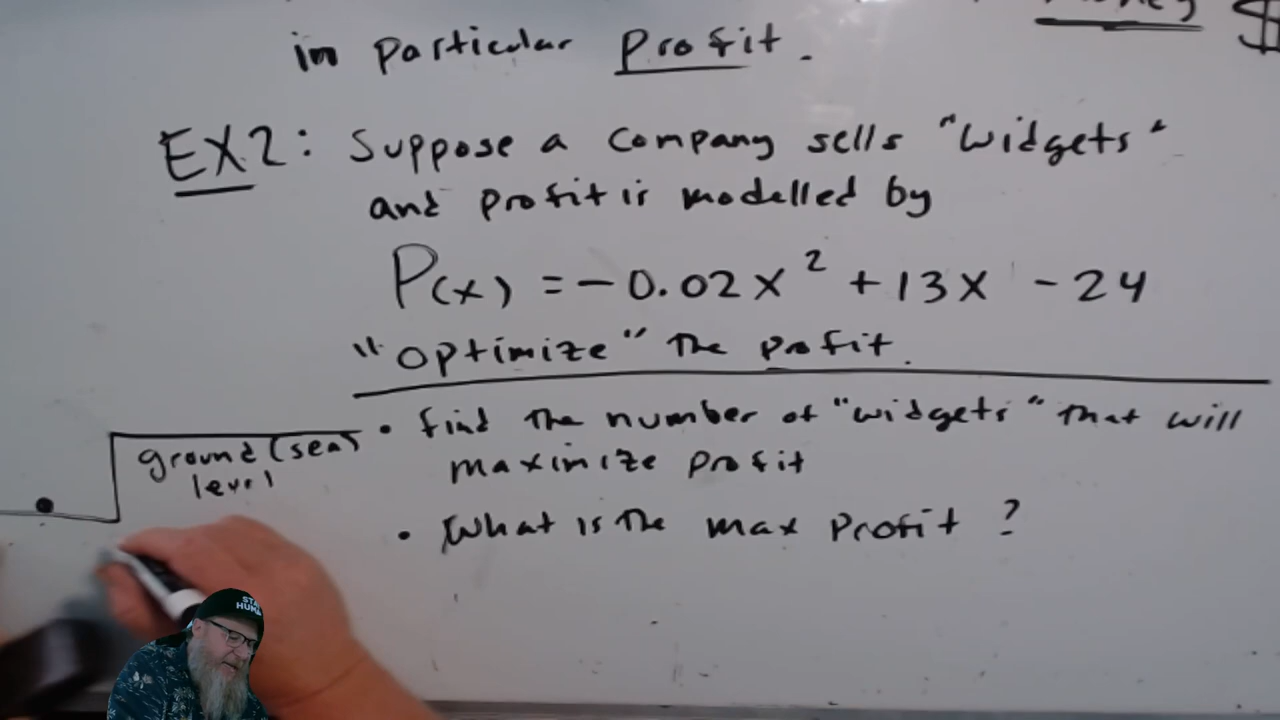 in particular Profit.
EX2: Suppose a company sells "widgets"
and profit is modelled by
P(x) = -0.02x² + 13x - 24
"optimize" the profit.
• find the number of "widgets" that will
maximize profit
ground (sea)
level
• What is the max Profit ?